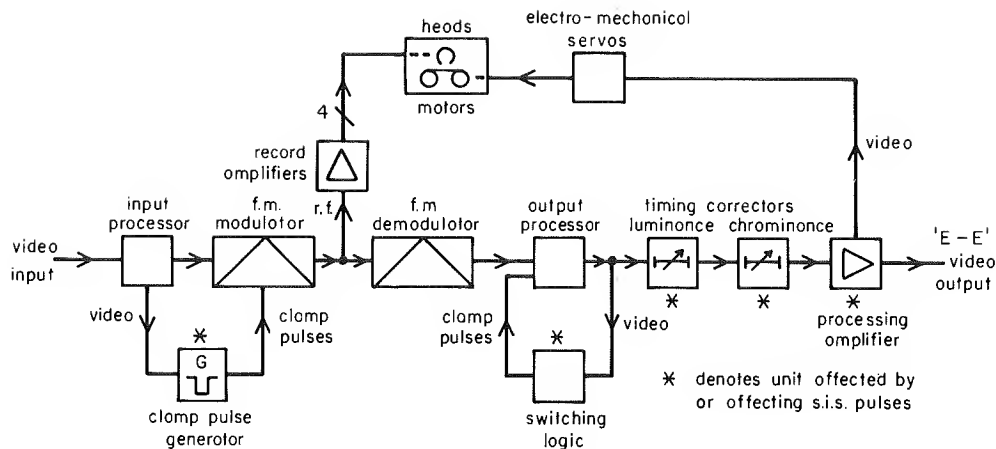 electro-mechonical
servos
heods
motors
4
record
omplifiers
r.f.
video
input
processor
f.m.
modulotor
f.m
demodulotor
output
processor
timing correctors
luminonce chrominonce
'E-E'
video
output
video
input
video
clomp
pulses
clomp
pulses
video
processing
omplifier
G
clomp pulse
generotor
switching
logic
* denotes unit offected by
or offecting s.i.s. pulses
*
*
*
*
*